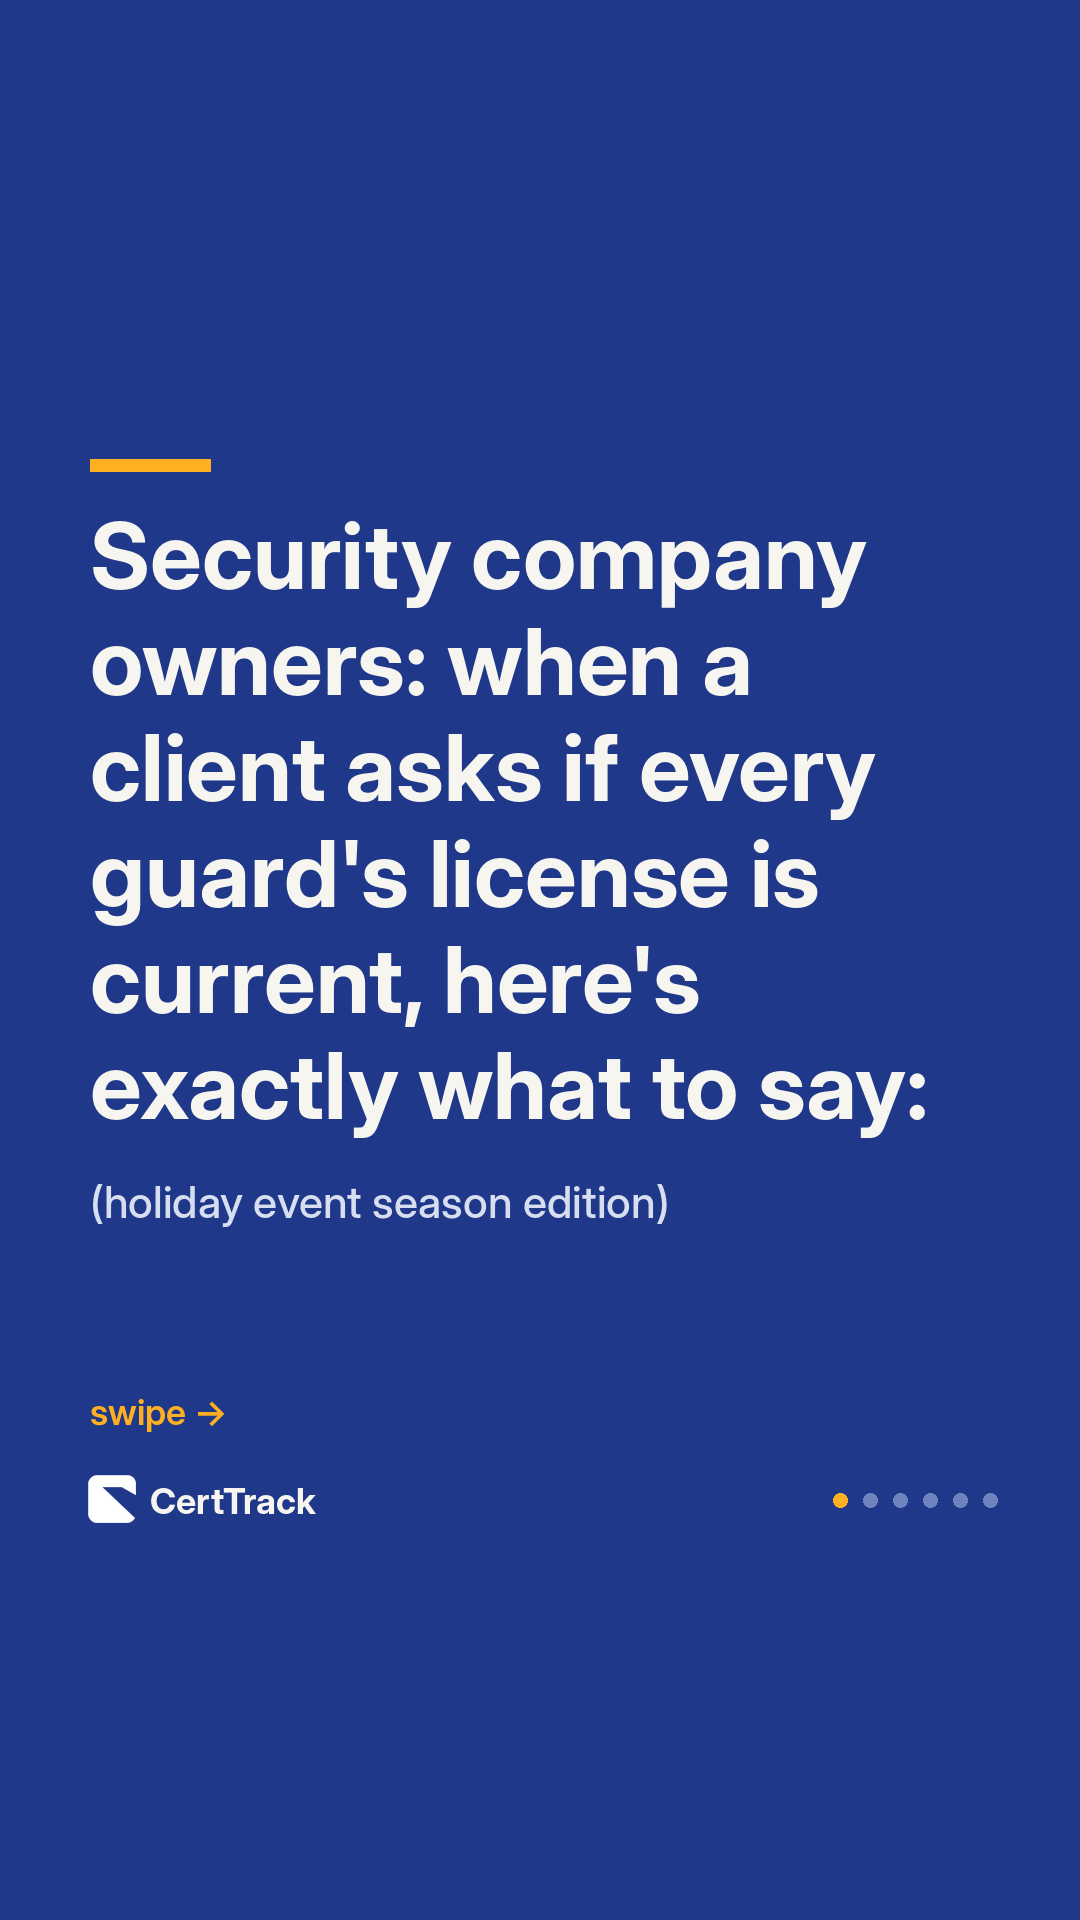 Security company
owners: when a
client asks if every
guard's license is
current, here's
exactly what to say:
(holiday event season edition)
swipe →
CertTrack